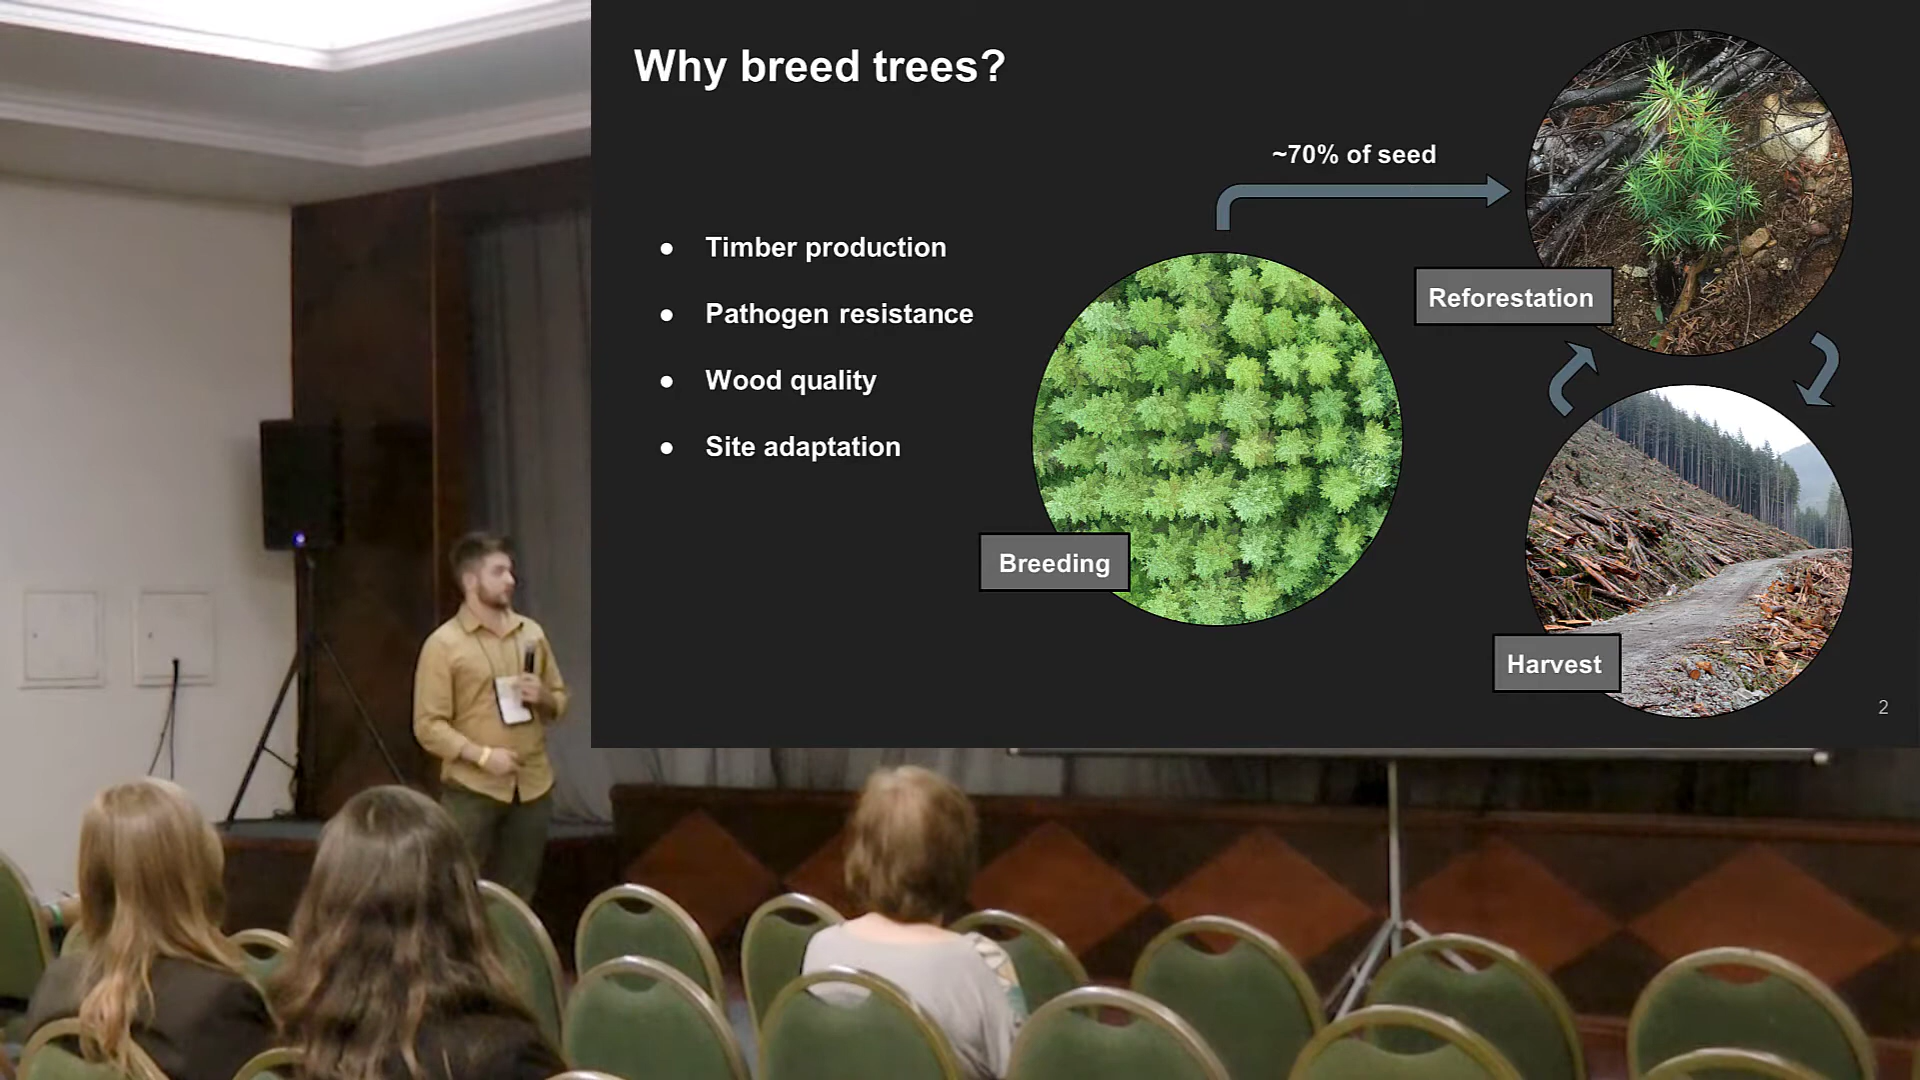 Why breed trees?
~70% of seed
● Timber production
● Pathogen resistance
● Wood quality
● Site adaptation
Reforestation
Breeding
Harvest
2